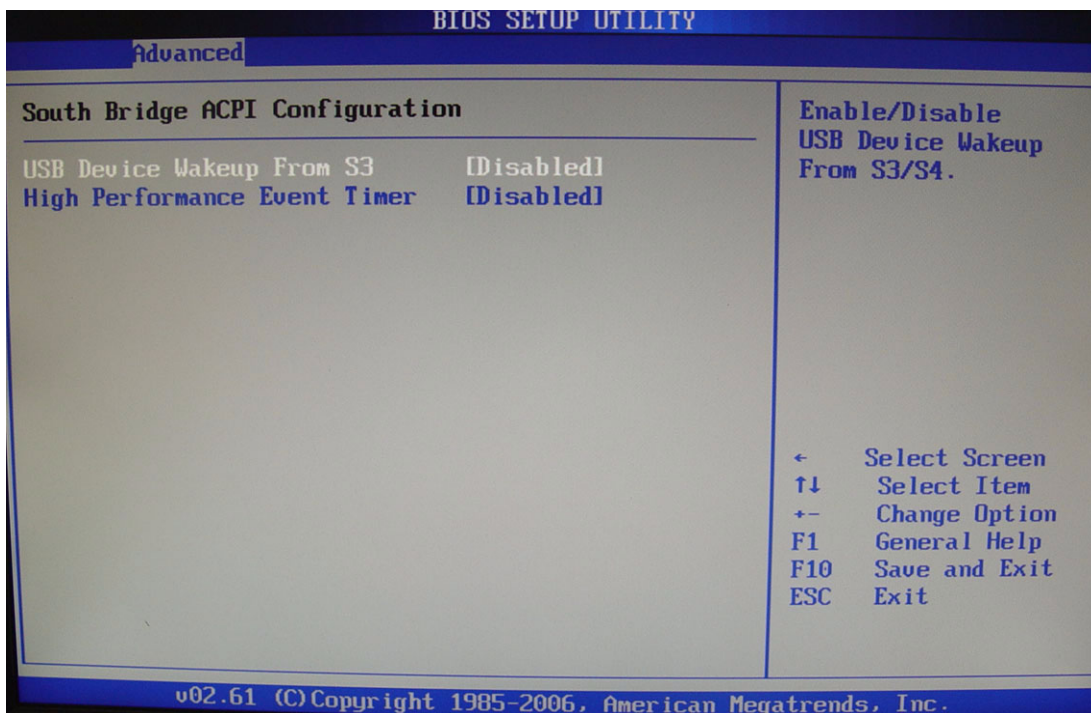 BIOS SETUP UTILITY
Advanced
South Bridge ACPI Configuration
USB Device Wakeup From S3 [Disabled]
High Performance Event Timer [Disabled]
Enable/Disable
USB Device Wakeup
From S3/S4.
← Select Screen
↑↓ Select Item
+- Change Option
F1 General Help
F10 Save and Exit
ESC Exit
v02.61 (C)Copyright 1985-2006, American Megatrends, Inc.